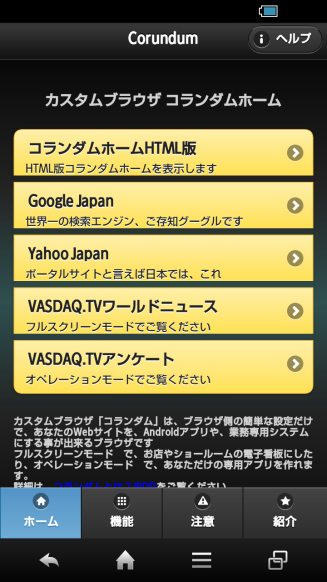 Corundum
ヘルプ
カスタムブラウザ コランダムホーム
コランダムホームHTML版
HTML版コランダムホームを表示します
Google Japan
世界一の検索エンジン、ご存知グーグルです
Yahoo Japan
ポータルサイトと言えば日本では、これ
VASDAQ.TVワールドニュース
フルスクリーンモードでご覧ください
VASDAQ.TVアンケート
オペレーションモードでご覧ください
カスタムブラウザ「コランダム」は、ブラウザ側の簡単な設定だけ
で、あなたのWebサイトを、Androidアプリや、業務専用システム
にする事が出来るブラウザです
フルスクリーンモード で、お店やショールームの電子看板にした
り、オペレーションモード で、あなただけの専用アプリを作れま
す。
詳細は、
をご覧ください
ホーム
機能
注意
紹介